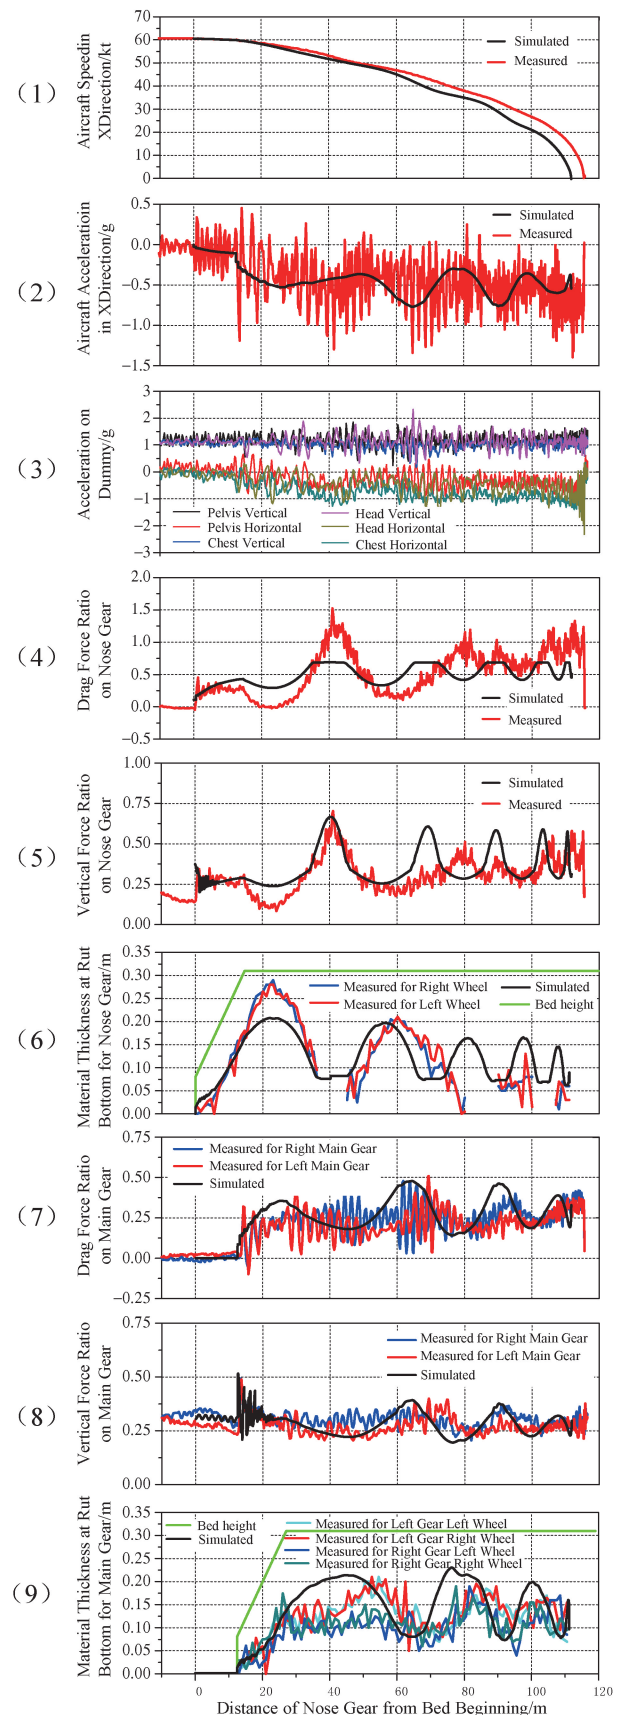 (1)
Aircraft Speedin
XDirection/kt
70
60
50
40
30
20
10
0
Simulated
Measured
(2)
Aircraft Acceleratioin
in XDirection/g
0.5
0.0
−0.5
−1.0
−1.5
Simulated
Measured
(3)
Acceleration on
Dummy/g
3
2
1
0
−1
−2
−3
Pelvis Vertical
Pelvis Horizontal
Chest Vertical
Head Vertical
Head Horizontal
Chest Horizontal
(4)
Drag Force Ratio
on Nose Gear
2.0
1.5
1.0
0.5
0.0
−0.5
Simulated
Measured
(5)
Vertical Force Ratio
on Nose Gear
1.00
0.75
0.50
0.25
0.00
Simulated
Measured
(6)
Material Thickness at Rut
Bottom for Nose Gear/m
0.35
0.30
0.25
0.20
0.15
0.10
0.05
0.00
Measured for Right Wheel
Measured for Left Wheel
Simulated
Bed height
(7)
Drag Force Ratio
on Main Gear
0.75
0.50
0.25
0.00
−0.25
Measured for Right Main Gear
Measured for Left Main Gear
Simulated
(8)
Vertical Force Ratio
on Main Gear
0.75
0.50
0.25
0.00
Measured for Right Main Gear
Measured for Left Main Gear
Simulated
(9)
Material Thickness at Rut
Bottom for Main Gear/m
0.35
0.30
0.25
0.20
0.15
0.10
0.05
0.00
Bed height
Simulated
Measured for Left Gear Left Wheel
Measured for Left Gear Right Wheel
Measured for Right Gear Left Wheel
Measured for Right Gear Right Wheel
0 20 40 60 80 100 120
Distance of Nose Gear from Bed Beginning/m